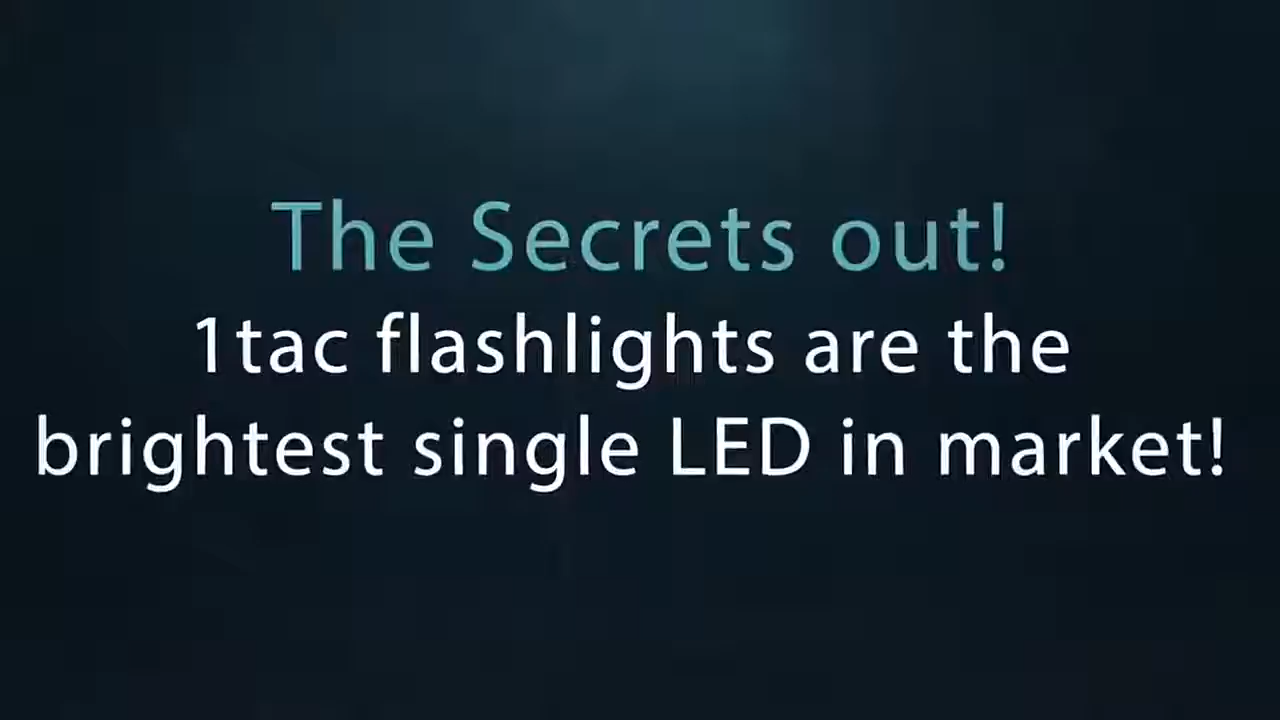 The Secrets out!
1tac flashlights are the
brightest single LED in market!